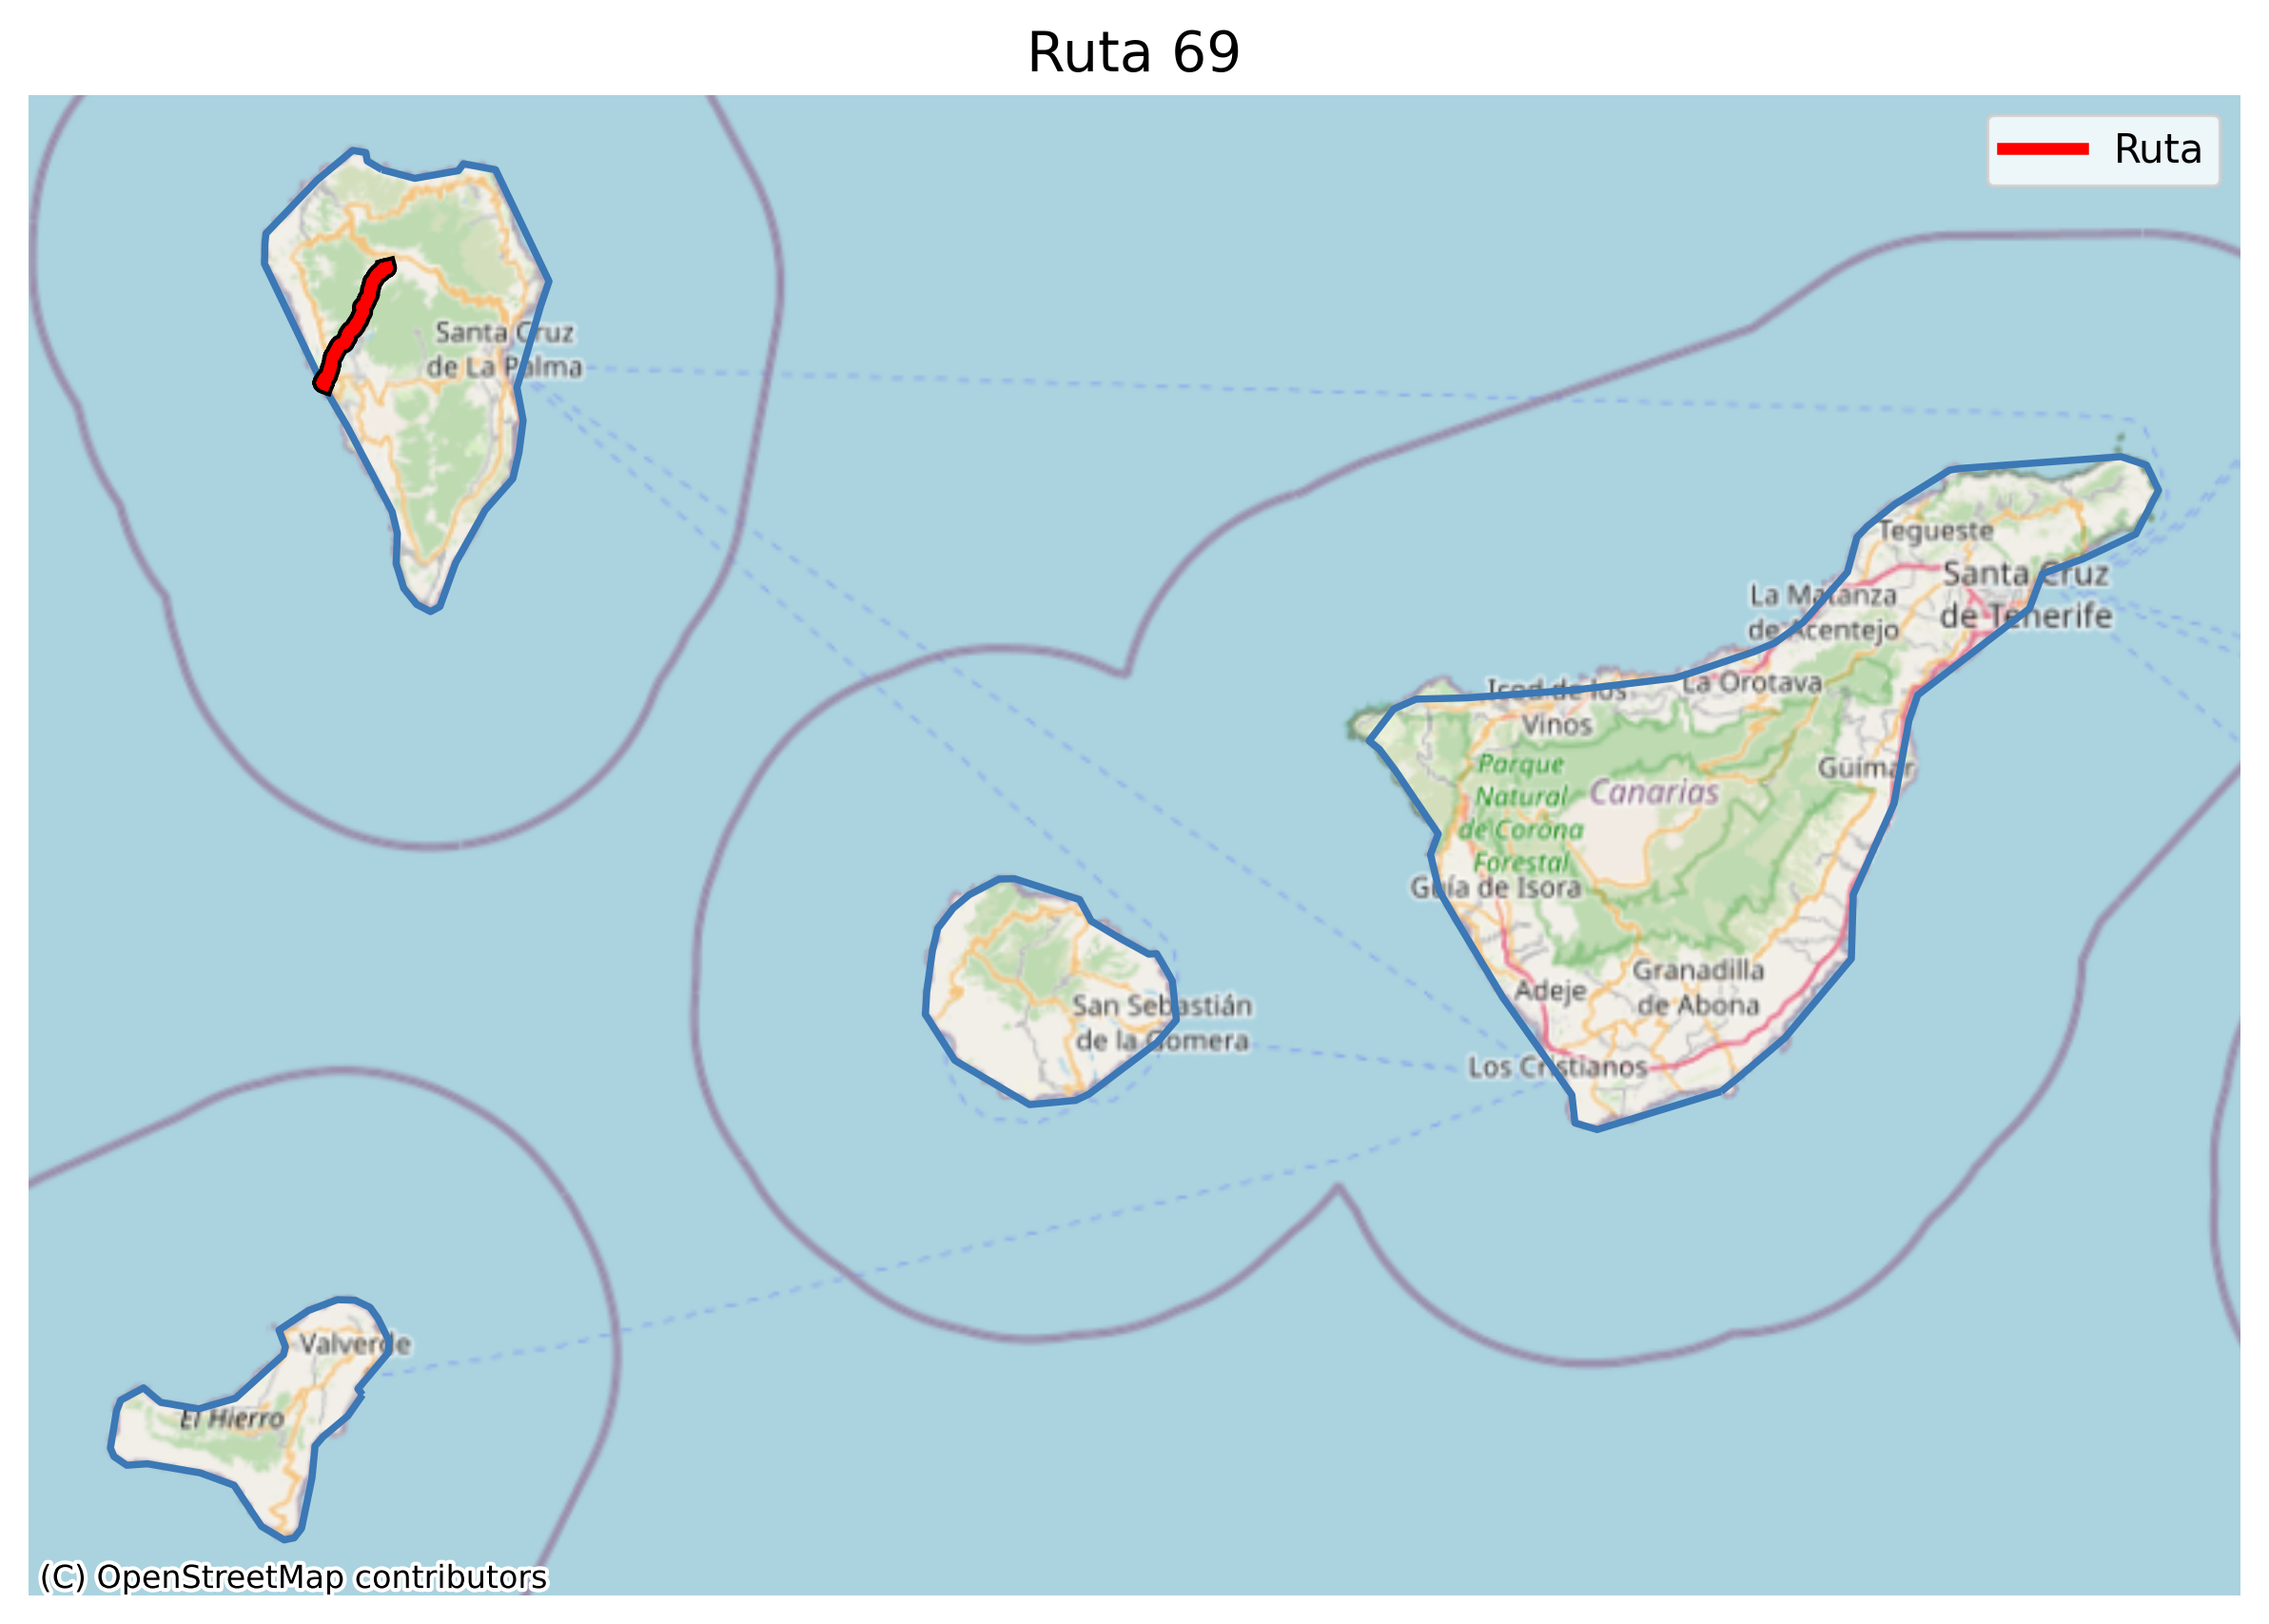 Ruta 69
Ruta
Santa Cruz
de La Palma
Tegueste
Santa Cruz
de Tenerife
La Matanza
de Acentejo
La Orotava
Icod de los
Vinos
Güímar
Parque
Natural
de Corona
Forestal
Canarias
Guía de Isora
Granadilla
de Abona
Adeje
San Sebastián
de la Gomera
Los Cristianos
Valverde
El Hierro
(C) OpenStreetMap contributors